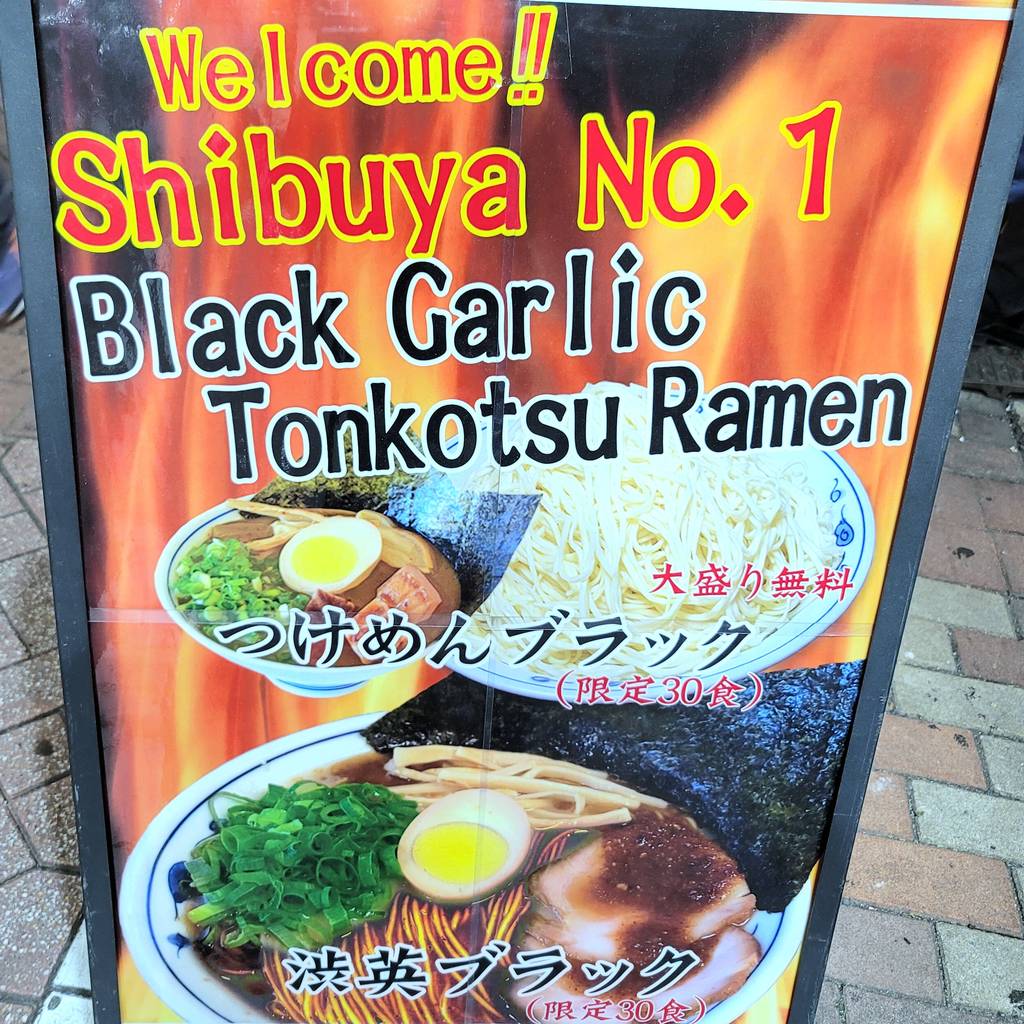 Welcome!!
Shibuya No. 1
Black Garlic
Tonkotsu Ramen
大盛り無料
つけめんブラック
(限定30食)
渋英ブラック
(限定30食)